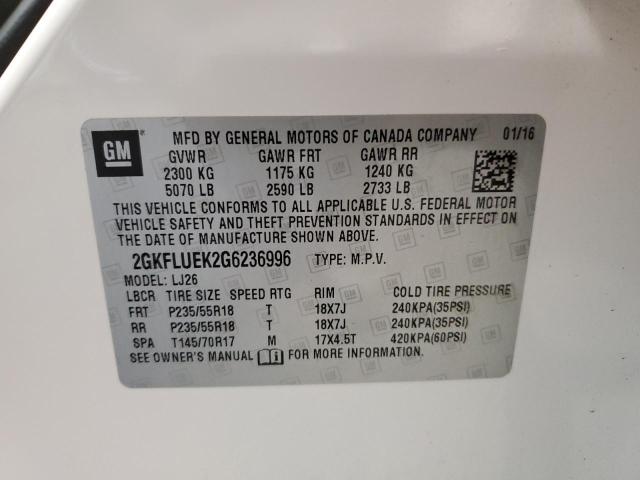 GM
MFD BY GENERAL MOTORS OF CANADA COMPANY 01/16
GVWR GAWR FRT GAWR RR
2300 KG 1175 KG 1240 KG
5070 LB 2590 LB 2733 LB
THIS VEHICLE CONFORMS TO ALL APPLICABLE U.S. FEDERAL MOTOR
VEHICLE SAFETY AND THEFT PREVENTION STANDARDS IN EFFECT ON
THE DATE OF MANUFACTURE SHOWN ABOVE.
2GKFLUEK2G6236996 TYPE: M.P.V.
MODEL: LJ26
LBCR TIRE SIZE SPEED RTG RIM COLD TIRE PRESSURE
FRT P235/55R18 T 18X7J 240KPA(35PSI)
RR P235/55R18 T 18X7J 240KPA(35PSI)
SPA T145/70R17 M 17X4.5T 420KPA(60PSI)
SEE OWNER'S MANUAL FOR MORE INFORMATION.